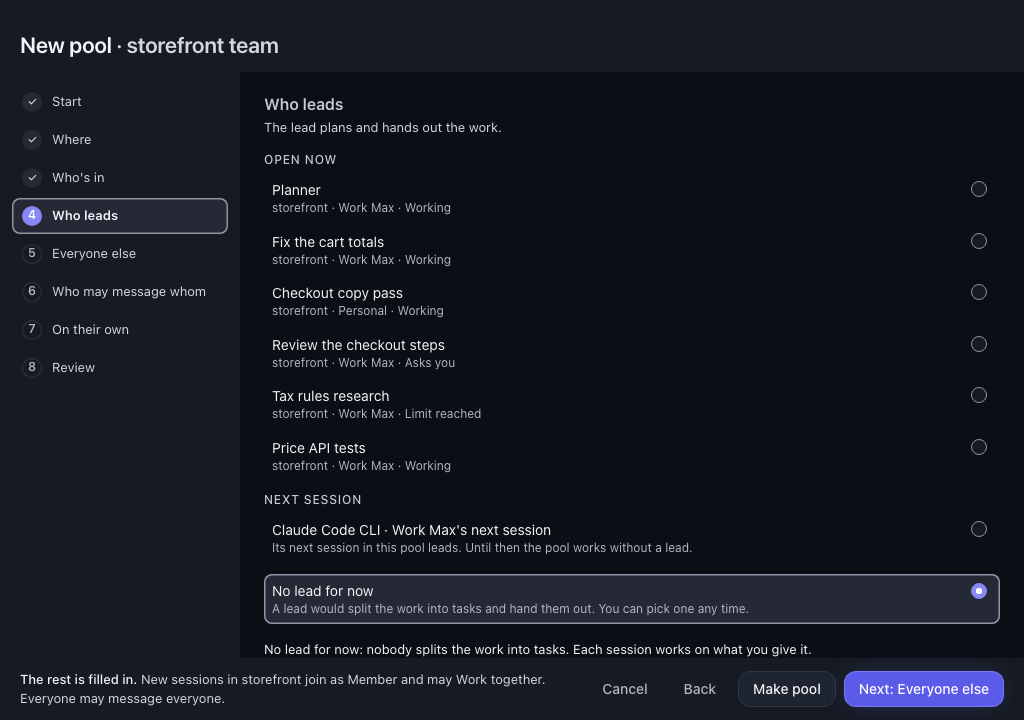 New pool · storefront team
Start
Where
Who's in
4 Who leads
5 Everyone else
6 Who may message whom
7 On their own
8 Review
Who leads
The lead plans and hands out the work.
OPEN NOW
Planner
storefront · Work Max · Working
Fix the cart totals
storefront · Work Max · Working
Checkout copy pass
storefront · Personal · Working
Review the checkout steps
storefront · Work Max · Asks you
Tax rules research
storefront · Work Max · Limit reached
Price API tests
storefront · Work Max · Working
NEXT SESSION
Claude Code CLI · Work Max's next session
Its next session in this pool leads. Until then the pool works without a lead.
No lead for now
A lead would split the work into tasks and hand them out. You can pick one any time.
No lead for now: nobody splits the work into tasks. Each session works on what you give it.
The rest is filled in. New sessions in storefront join as Member and may Work together.
Everyone may message everyone.
Cancel
Back
Make pool
Next: Everyone else